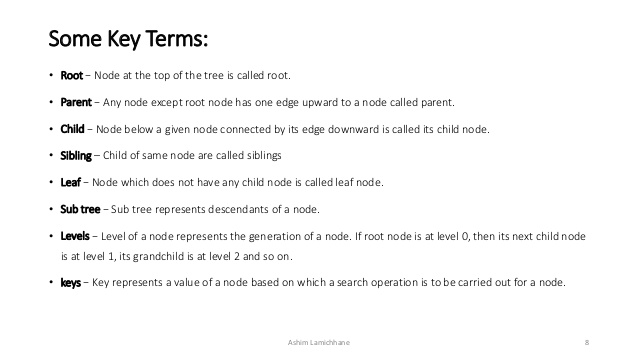 Some Key Terms:
• Root − Node at the top of the tree is called root.
• Parent − Any node except root node has one edge upward to a node called parent.
• Child − Node below a given node connected by its edge downward is called its child node.
• Sibling – Child of same node are called siblings
• Leaf − Node which does not have any child node is called leaf node.
• Sub tree − Sub tree represents descendants of a node.
• Levels − Level of a node represents the generation of a node. If root node is at level 0, then its next child node
is at level 1, its grandchild is at level 2 and so on.
• keys − Key represents a value of a node based on which a search operation is to be carried out for a node.
Ashim Lamichhane
8